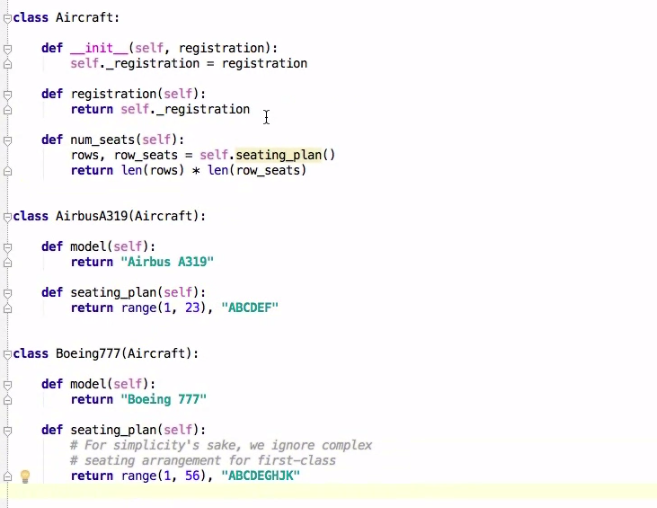 class Aircraft:
def __init__(self, registration):
self._registration = registration
def registration(self):
return self._registration
def num_seats(self):
rows, row_seats = self.seating_plan()
return len(rows) * len(row_seats)
class AirbusA319(Aircraft):
def model(self):
return "Airbus A319"
def seating_plan(self):
return range(1, 23), "ABCDEF"
class Boeing777(Aircraft):
def model(self):
return "Boeing 777"
def seating_plan(self):
# For simplicity's sake, we ignore complex
# seating arrangement for first-class
return range(1, 56), "ABCDEGHJK"